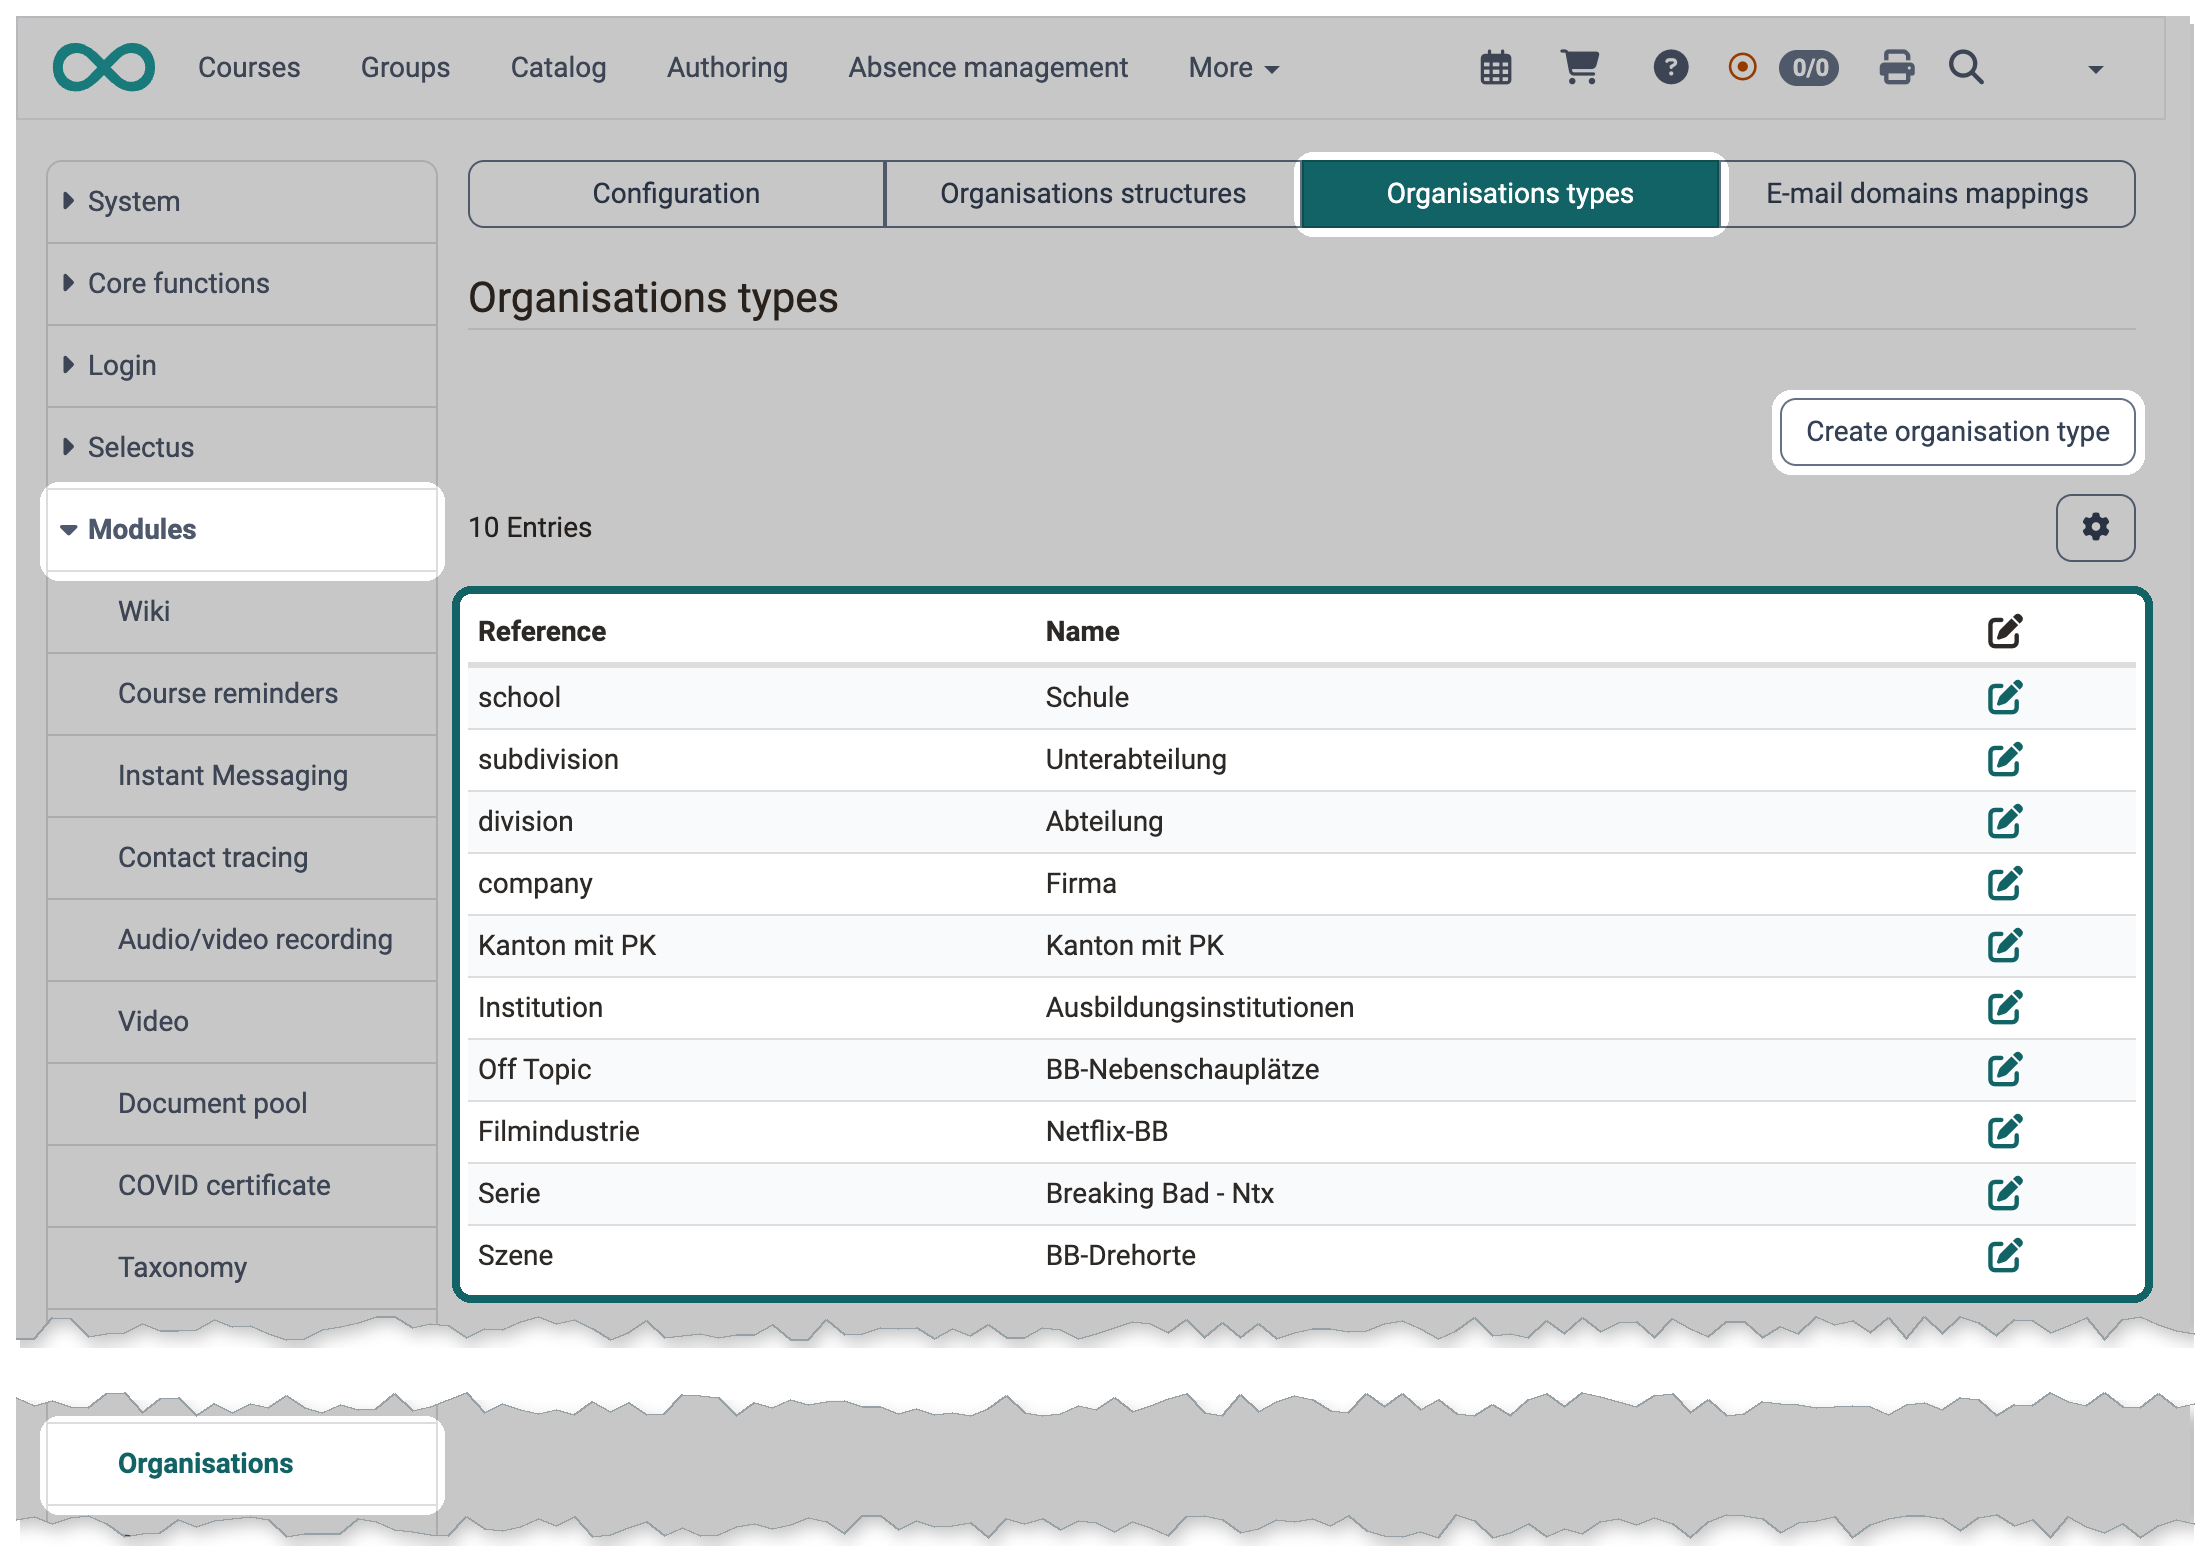 Courses Groups Catalog Authoring Absence management More ? 0/0
System
Core functions
Login
Selectus
Modules
Wiki
Course reminders
Instant Messaging
Contact tracing
Audio/video recording
Video
Document pool
COVID certificate
Taxonomy
Configuration Organisations structures Organisations types E-mail domains mappings
Organisations types
Create organisation type
10 Entries
Reference Name
school Schule
subdivision Unterabteilung
division Abteilung
company Firma
Kanton mit PK Kanton mit PK
Institution Ausbildungsinstitutionen
Off Topic BB-Nebenschauplätze
Filmindustrie Netflix-BB
Serie Breaking Bad - Ntx
Szene BB-Drehorte
Organisations